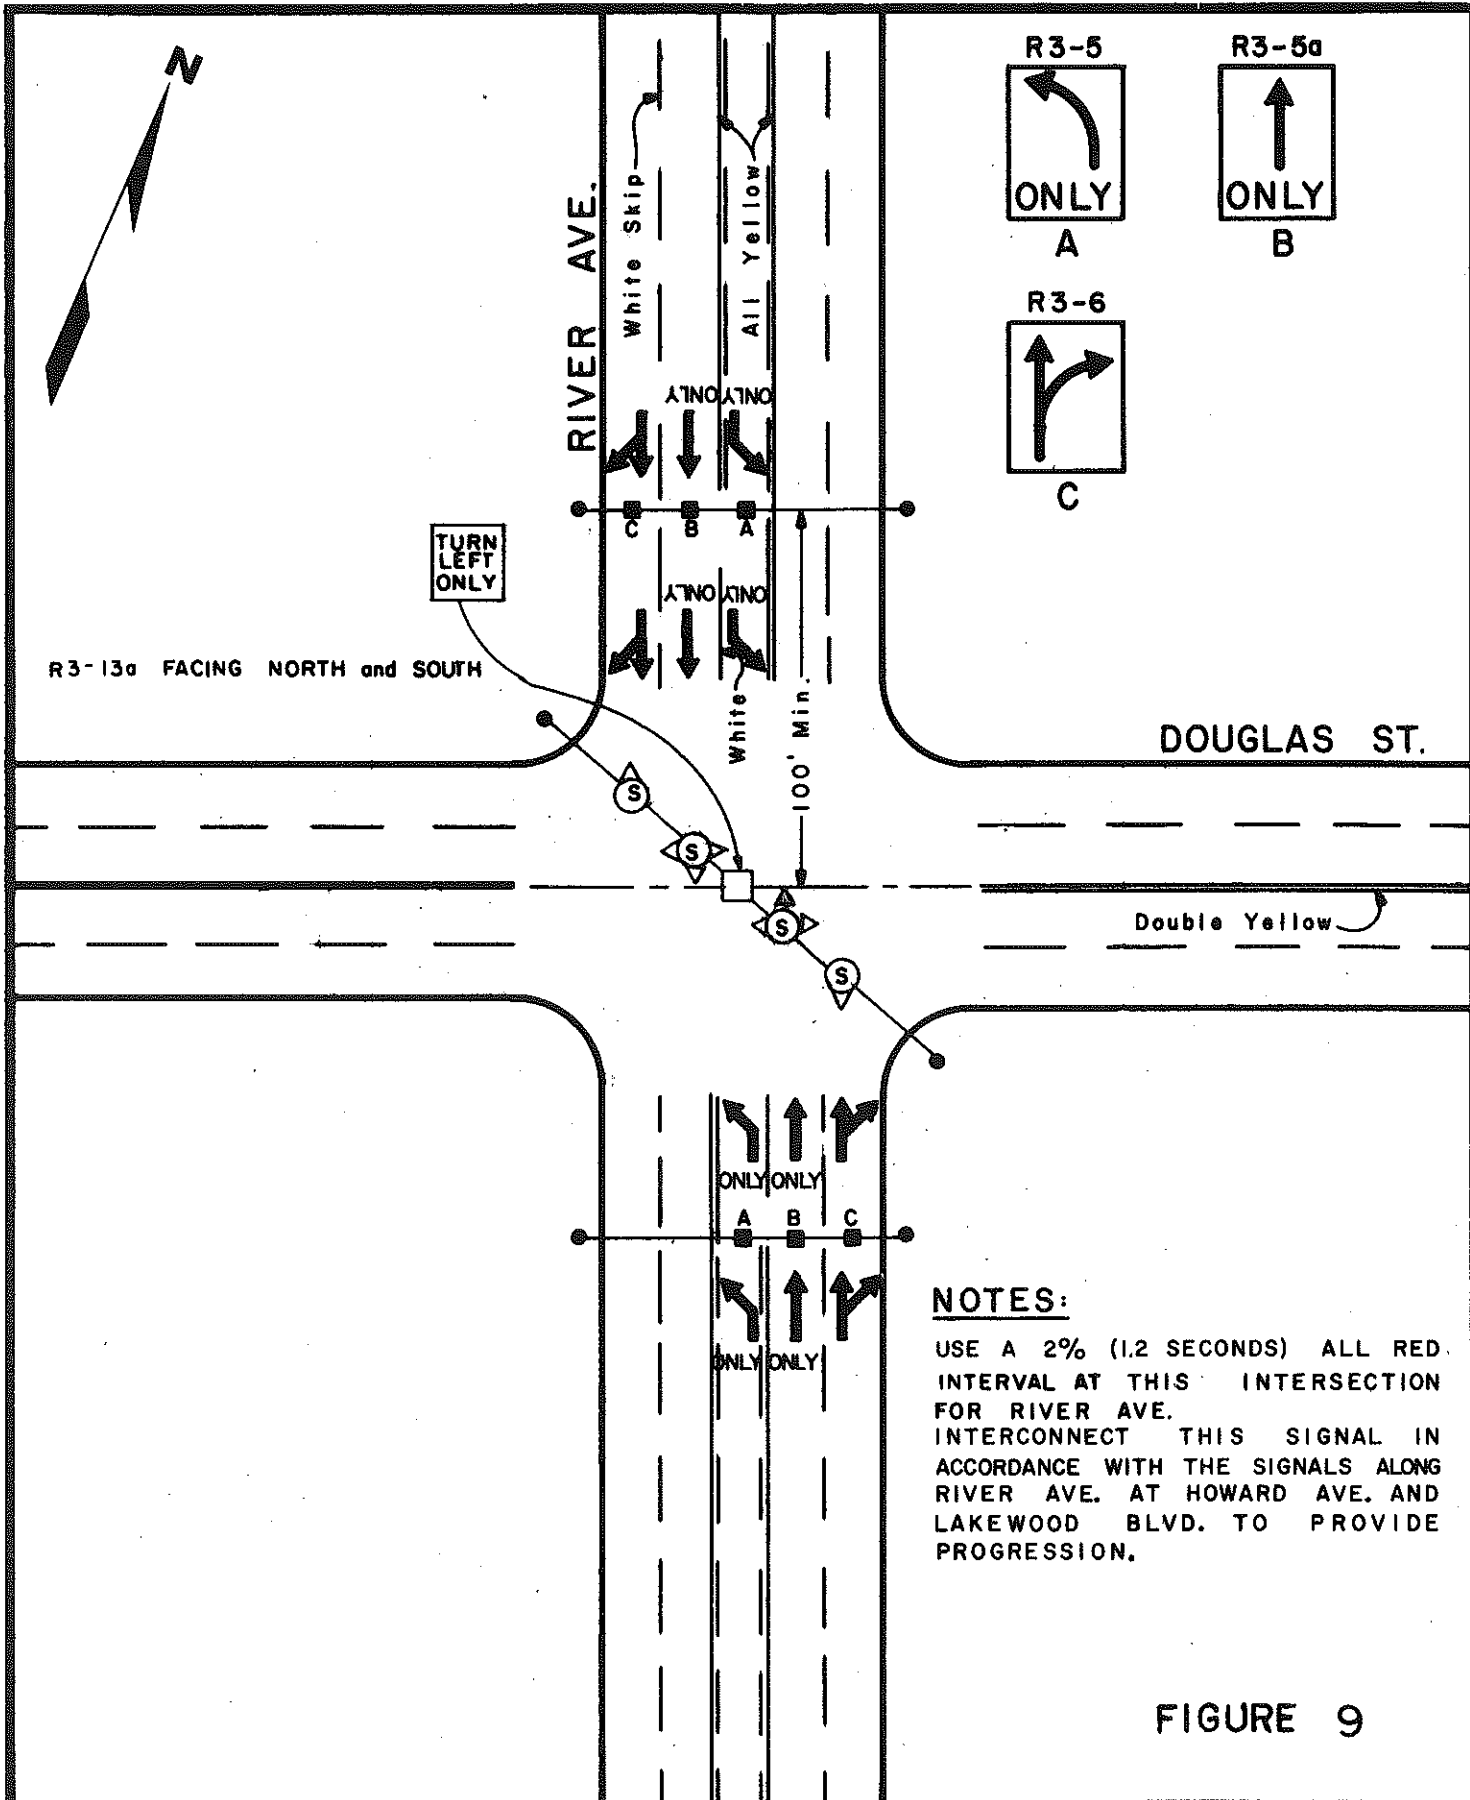 N
R3-5
ONLY
A
R3-5a
ONLY
B
R3-6
C
RIVER AVE.
White Skip
All Yellow
ONLY ONLY
C B A
TURN
LEFT
ONLY
ONLY ONLY
R3-13a FACING NORTH and SOUTH
White
100' Min.
DOUGLAS ST.
S
S
S
S
Double Yellow
ONLY ONLY
A B C
ONLY ONLY
NOTES:
USE A 2% (1.2 SECONDS) ALL RED
INTERVAL AT THIS INTERSECTION
FOR RIVER AVE.
INTERCONNECT THIS SIGNAL IN
ACCORDANCE WITH THE SIGNALS ALONG
RIVER AVE. AT HOWARD AVE. AND
LAKEWOOD BLVD. TO PROVIDE
PROGRESSION.
FIGURE 9